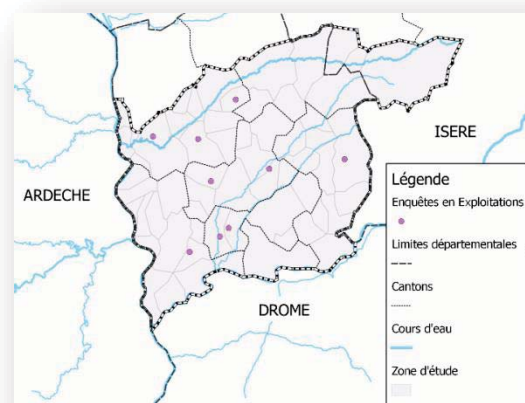 ISERE
ARDECHE
DROME
Légende
Enquêtes en Exploitations
Limites départementales
Cantons
Cours d'eau
Zone d'étude